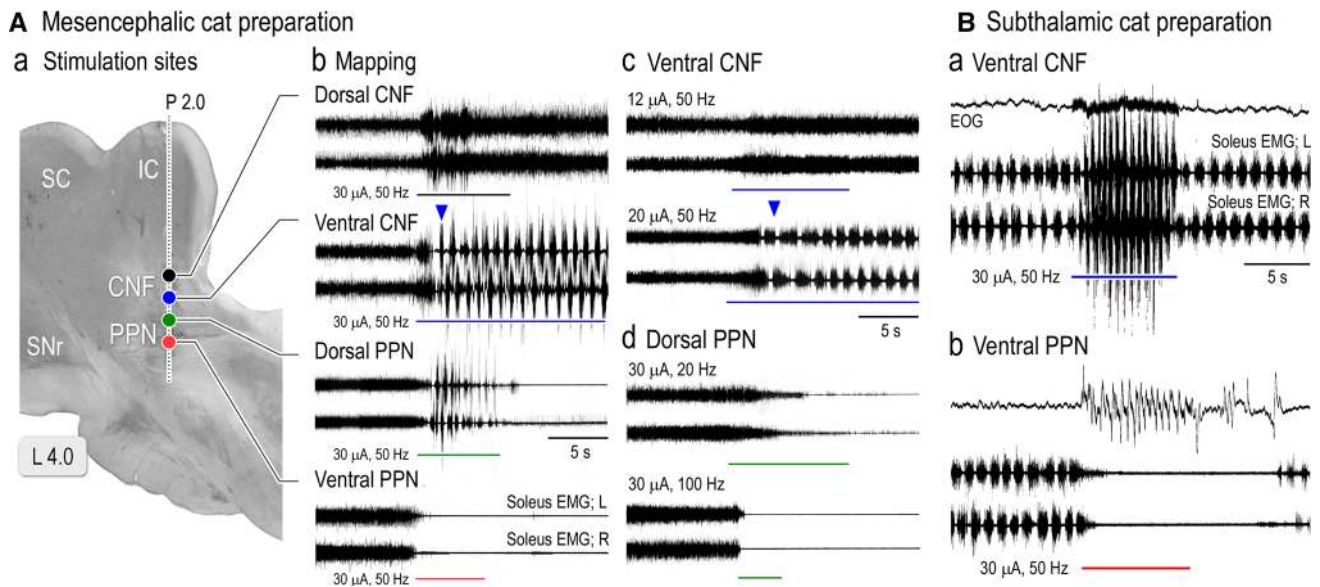 A Mesencephalic cat preparation
a Stimulation sites
P 2.0
SC
IC
CNF
PPN
SNr
L 4.0
b Mapping
Dorsal CNF
30 μA, 50 Hz
Ventral CNF
30 μA, 50 Hz
Dorsal PPN
30 μA, 50 Hz
5 s
Ventral PPN
Soleus EMG; L
Soleus EMG; R
30 μA, 50 Hz
c Ventral CNF
12 μA, 50 Hz
20 μA, 50 Hz
5 s
d Dorsal PPN
30 μA, 20 Hz
30 μA, 100 Hz
B Subthalamic cat preparation
a Ventral CNF
EOG
Soleus EMG; L
Soleus EMG; R
30 μA, 50 Hz
5 s
b Ventral PPN
30 μA, 50 Hz